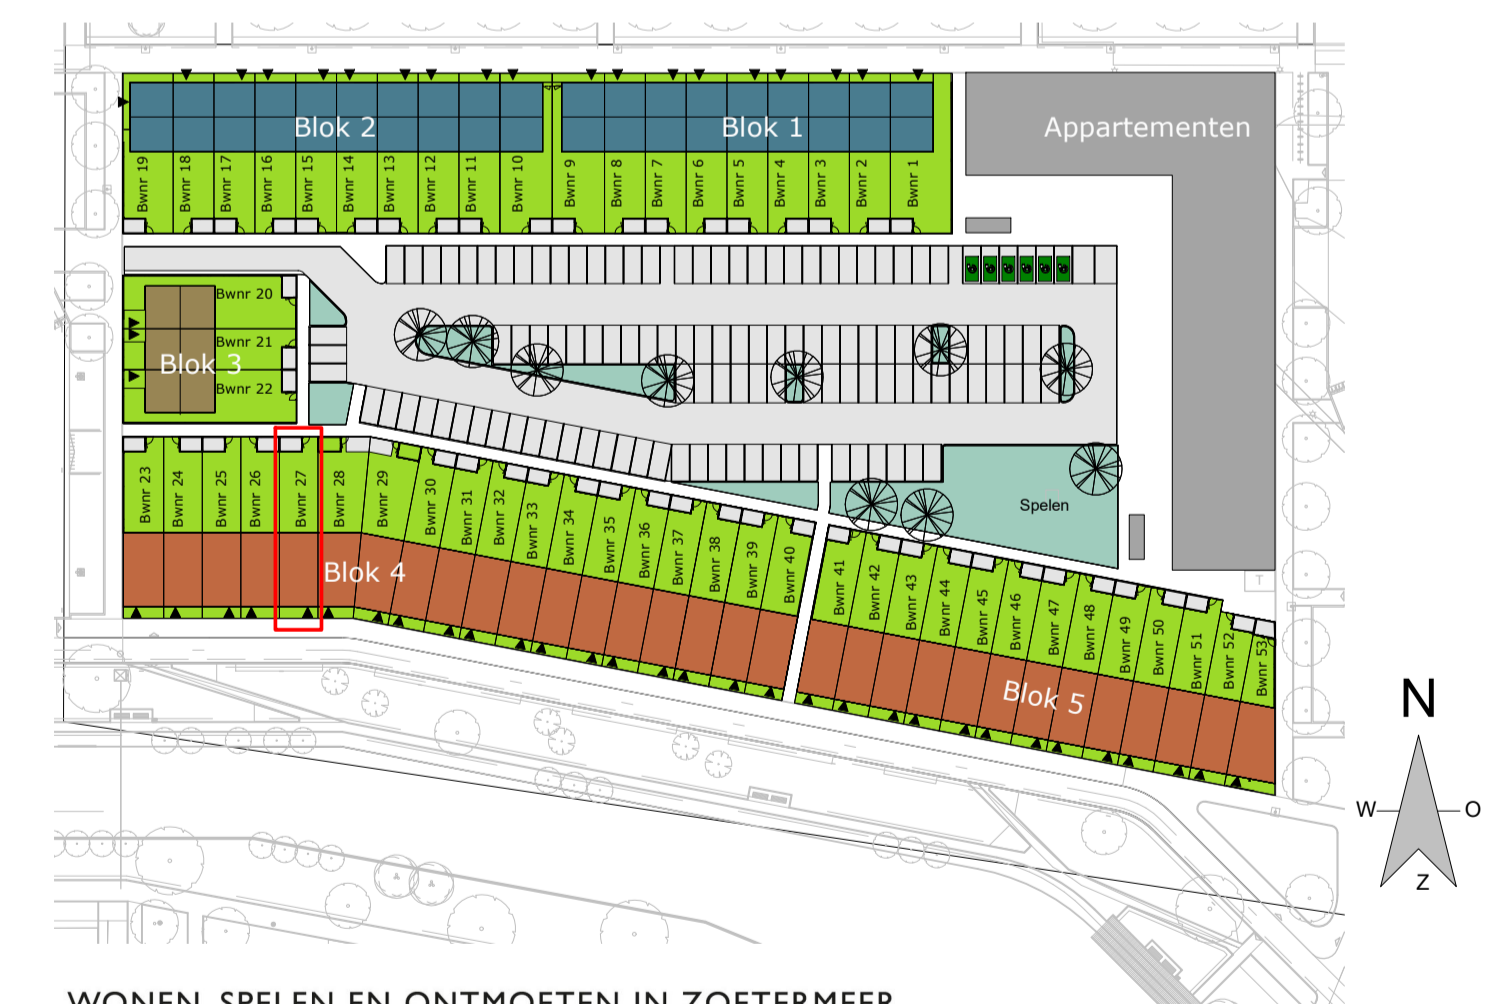 Blok 2
Blok 1
Appartementen
Bwnr 19
Bwnr 18
Bwnr 17
Bwnr 16
Bwnr 15
Bwnr 14
Bwnr 13
Bwnr 12
Bwnr 11
Bwnr 10
Bwnr 9
Bwnr 8
Bwnr 7
Bwnr 6
Bwnr 5
Bwnr 4
Bwnr 3
Bwnr 2
Bwnr 1
Bwnr 20
Bwnr 21
Blok 3
Bwnr 22
Bwnr 23
Bwnr 24
Bwnr 25
Bwnr 26
Bwnr 27
Bwnr 28
Bwnr 29
Bwnr 30
Bwnr 31
Bwnr 32
Bwnr 33
Bwnr 34
Bwnr 35
Bwnr 36
Bwnr 37
Bwnr 38
Bwnr 39
Bwnr 40
Spelen
Blok 4
T
Bwnr 41
Bwnr 42
Bwnr 43
Bwnr 44
Bwnr 45
Bwnr 46
Bwnr 47
Bwnr 48
Bwnr 49
Bwnr 50
Bwnr 51
Bwnr 52
Bwnr 53
Blok 5
N
W O
Z
WONEN, SPELEN EN ONTMOETEN IN ZOETERMEER